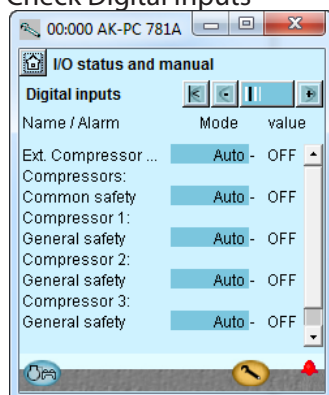 Check Digital Inputs
00:000 AK-PC 781A
I/O status and manual
Digital inputs
Name / Alarm Mode value
Ext. Compressor ... Auto - OFF
Compressors:
Common safety Auto - OFF
Compressor 1:
General safety Auto - OFF
Compressor 2:
General safety Auto - OFF
Compressor 3:
General safety Auto - OFF